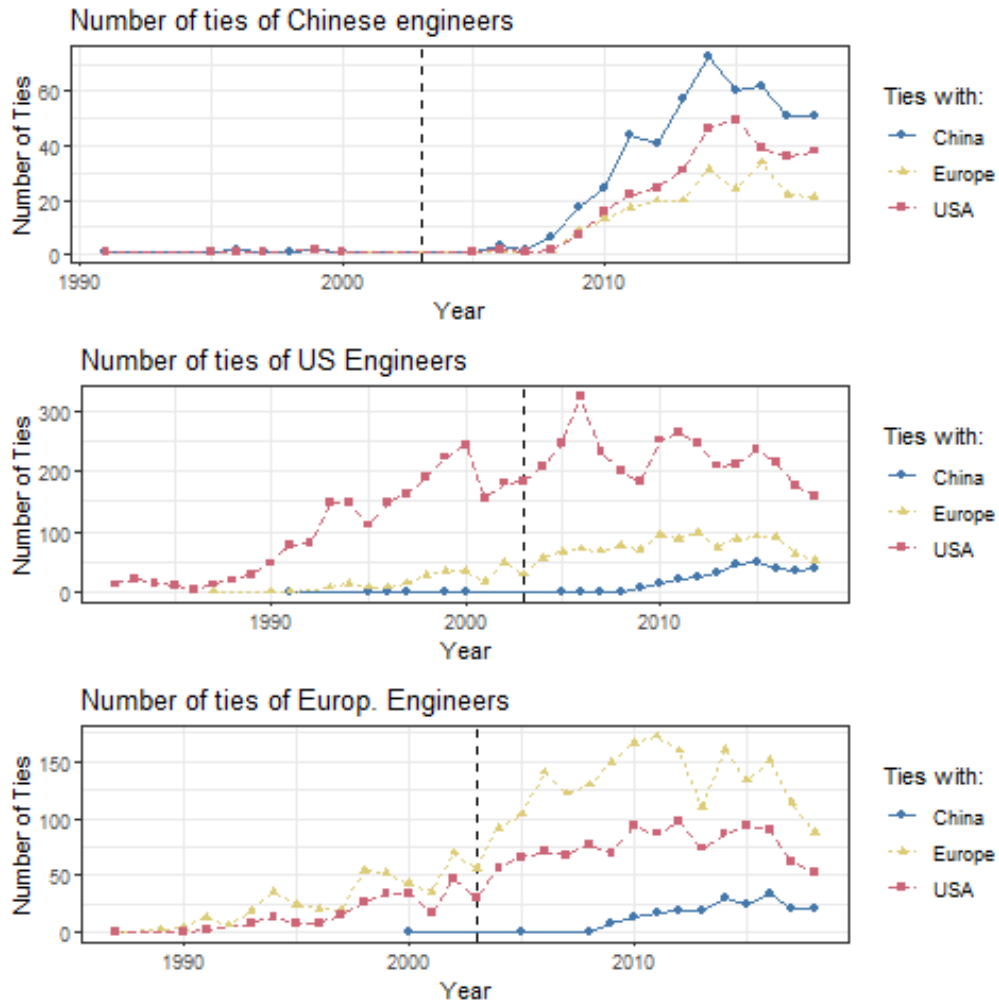 Number of ties of Chinese engineers
Number of Ties
60
40
20
0
1990
2000
2010
Year
Ties with:
China
Europe
USA
Number of ties of US Engineers
Number of Ties
300
200
100
0
1990
2000
2010
Year
Ties with:
China
Europe
USA
Number of ties of Europ. Engineers
Number of Ties
150
100
50
0
1990
2000
2010
Year
Ties with:
China
Europe
USA